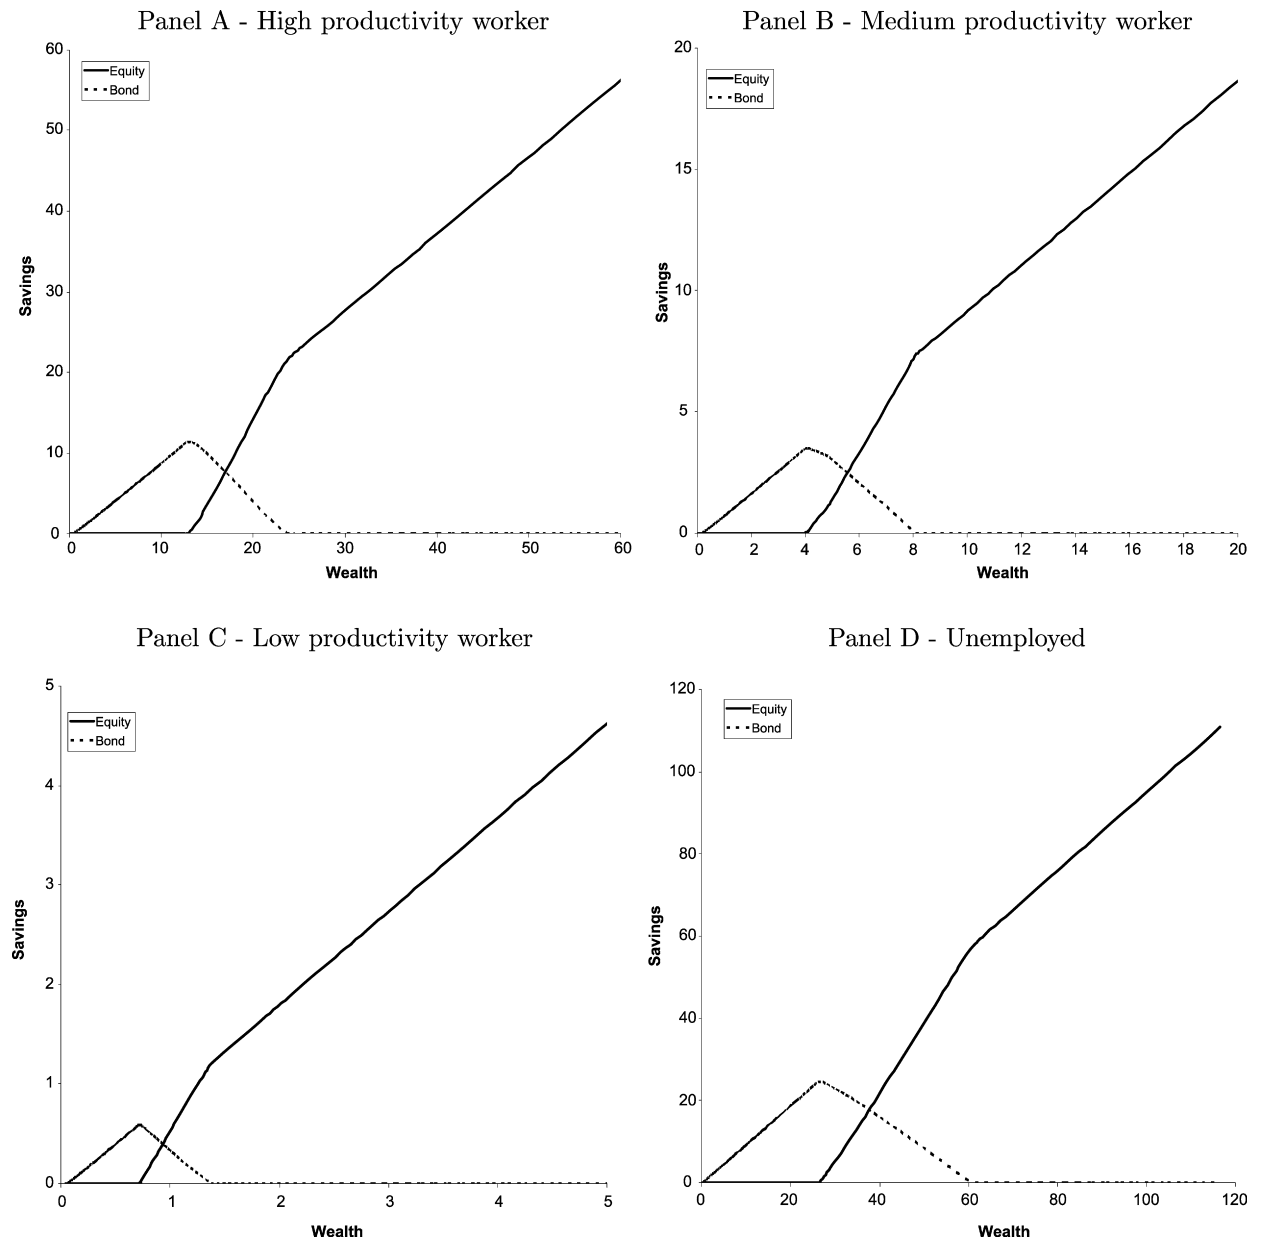 Panel A - High productivity worker
60
50
40
30
20
10
0
Savings
Equity
Bond
0 10 20 30 40 50 60
Wealth
Panel B - Medium productivity worker
20
15
10
5
0
Savings
Equity
Bond
0 2 4 6 8 10 12 14 16 18 20
Wealth
Panel C - Low productivity worker
5
4
3
2
1
0
Savings
Equity
Bond
0 1 2 3 4 5
Wealth
Panel D - Unemployed
120
100
80
60
40
20
0
Savings
Equity
Bond
0 20 40 60 80 100 120
Wealth